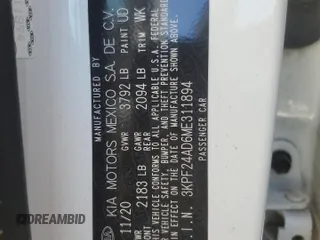 KIA
MANUFACTURED BY
KIA MOTORS MEXICO S.A. DE C.V.
11/20 GVWR 3792 LB PAINT UD
GAWR FRONT 2183 LB GAWR REAR 2094 LB TRIM WK
THIS VEHICLE CONFORMS TO ALL APPLICABLE U.S.A. FEDERAL
MOTOR VEHICLE SAFETY, BUMPER, AND THEFT PREVENTION STANDARDS
IN EFFECT ON THE DATE OF MANUFACTURE SHOWN ABOVE.
V.I.N. 3KPF24AD6ME311894
PASSENGER CAR
DREAMBID.COM